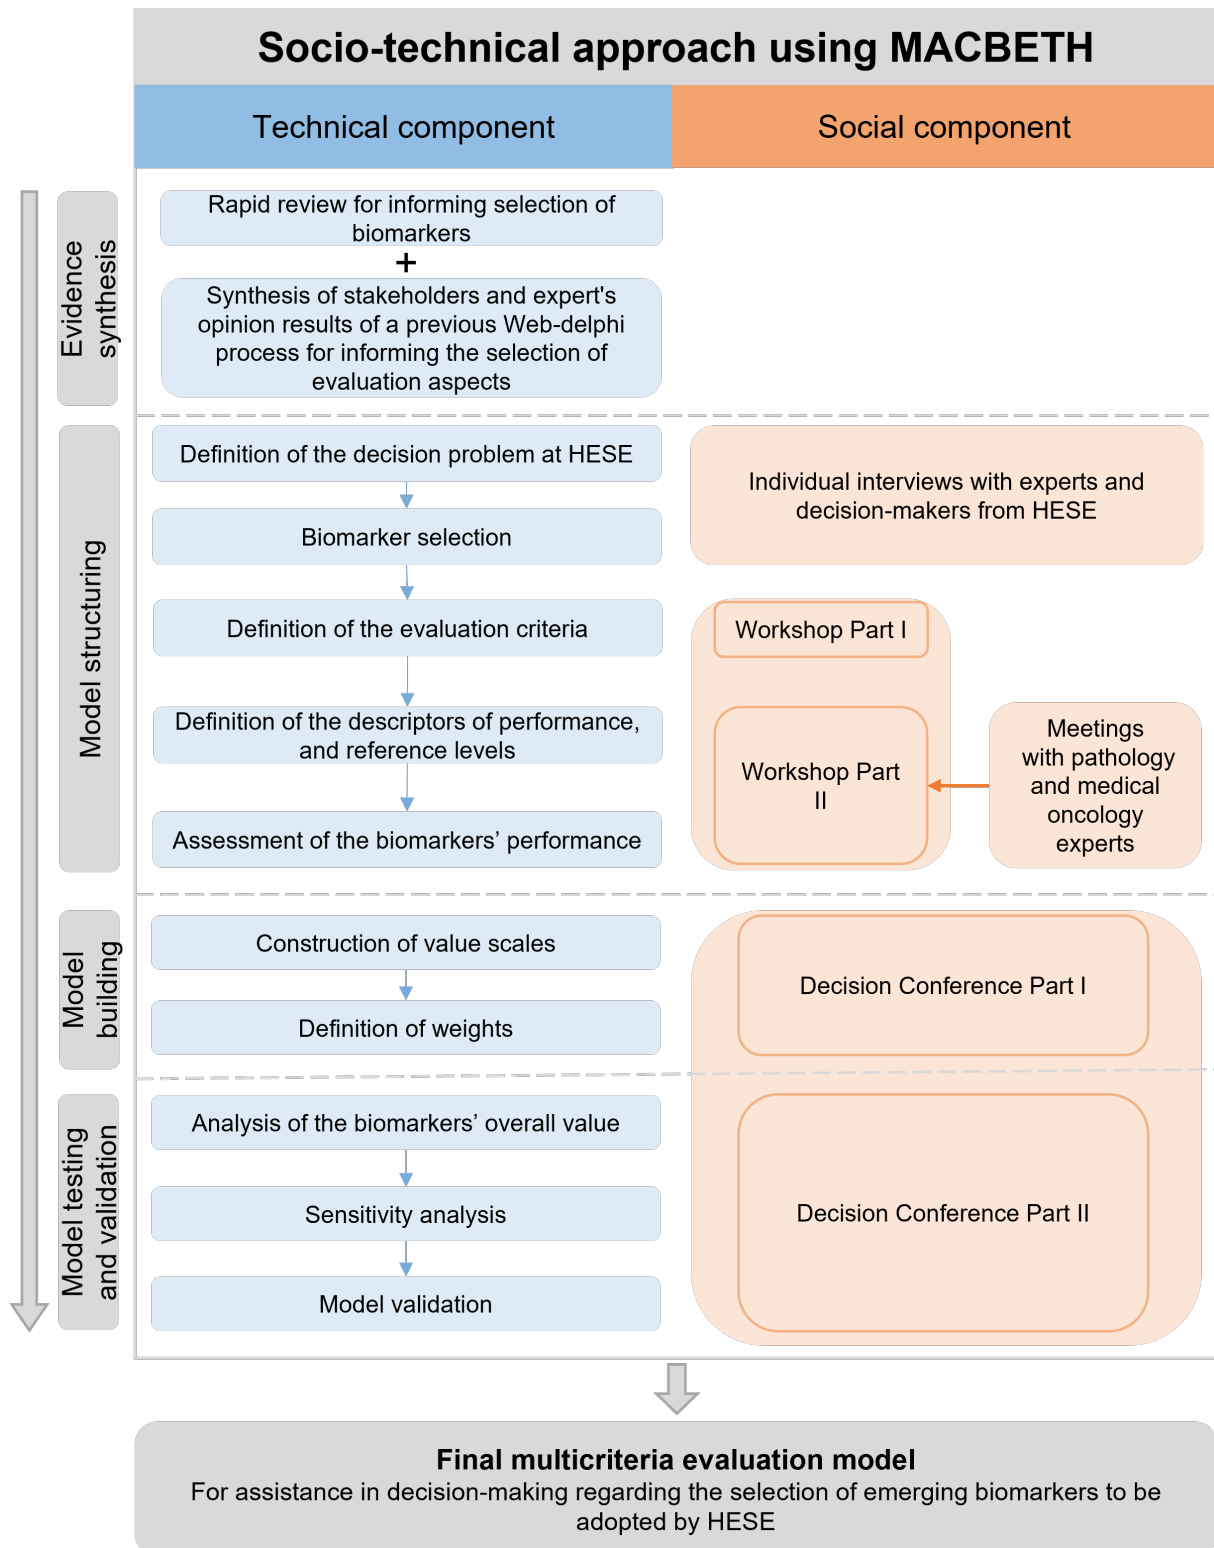 Socio-technical approach using MACBETH
Technical component
Social component
Evidence
synthesis
Rapid review for informing selection of
biomarkers
+
Synthesis of stakeholders and expert's
opinion results of a previous Web-delphi
process for informing the selection of
evaluation aspects
Model structuring
Definition of the decision problem at HESE
Biomarker selection
Definition of the evaluation criteria
Definition of the descriptors of performance,
and reference levels
Assessment of the biomarkers’ performance
Individual interviews with experts and
decision-makers from HESE
Workshop Part I
Workshop Part
II
Meetings
with pathology
and medical
oncology
experts
Model
building
Construction of value scales
Definition of weights
Decision Conference Part I
Model testing
and validation
Analysis of the biomarkers’ overall value
Sensitivity analysis
Model validation
Decision Conference Part II
Final multicriteria evaluation model
For assistance in decision-making regarding the selection of emerging biomarkers to be
adopted by HESE